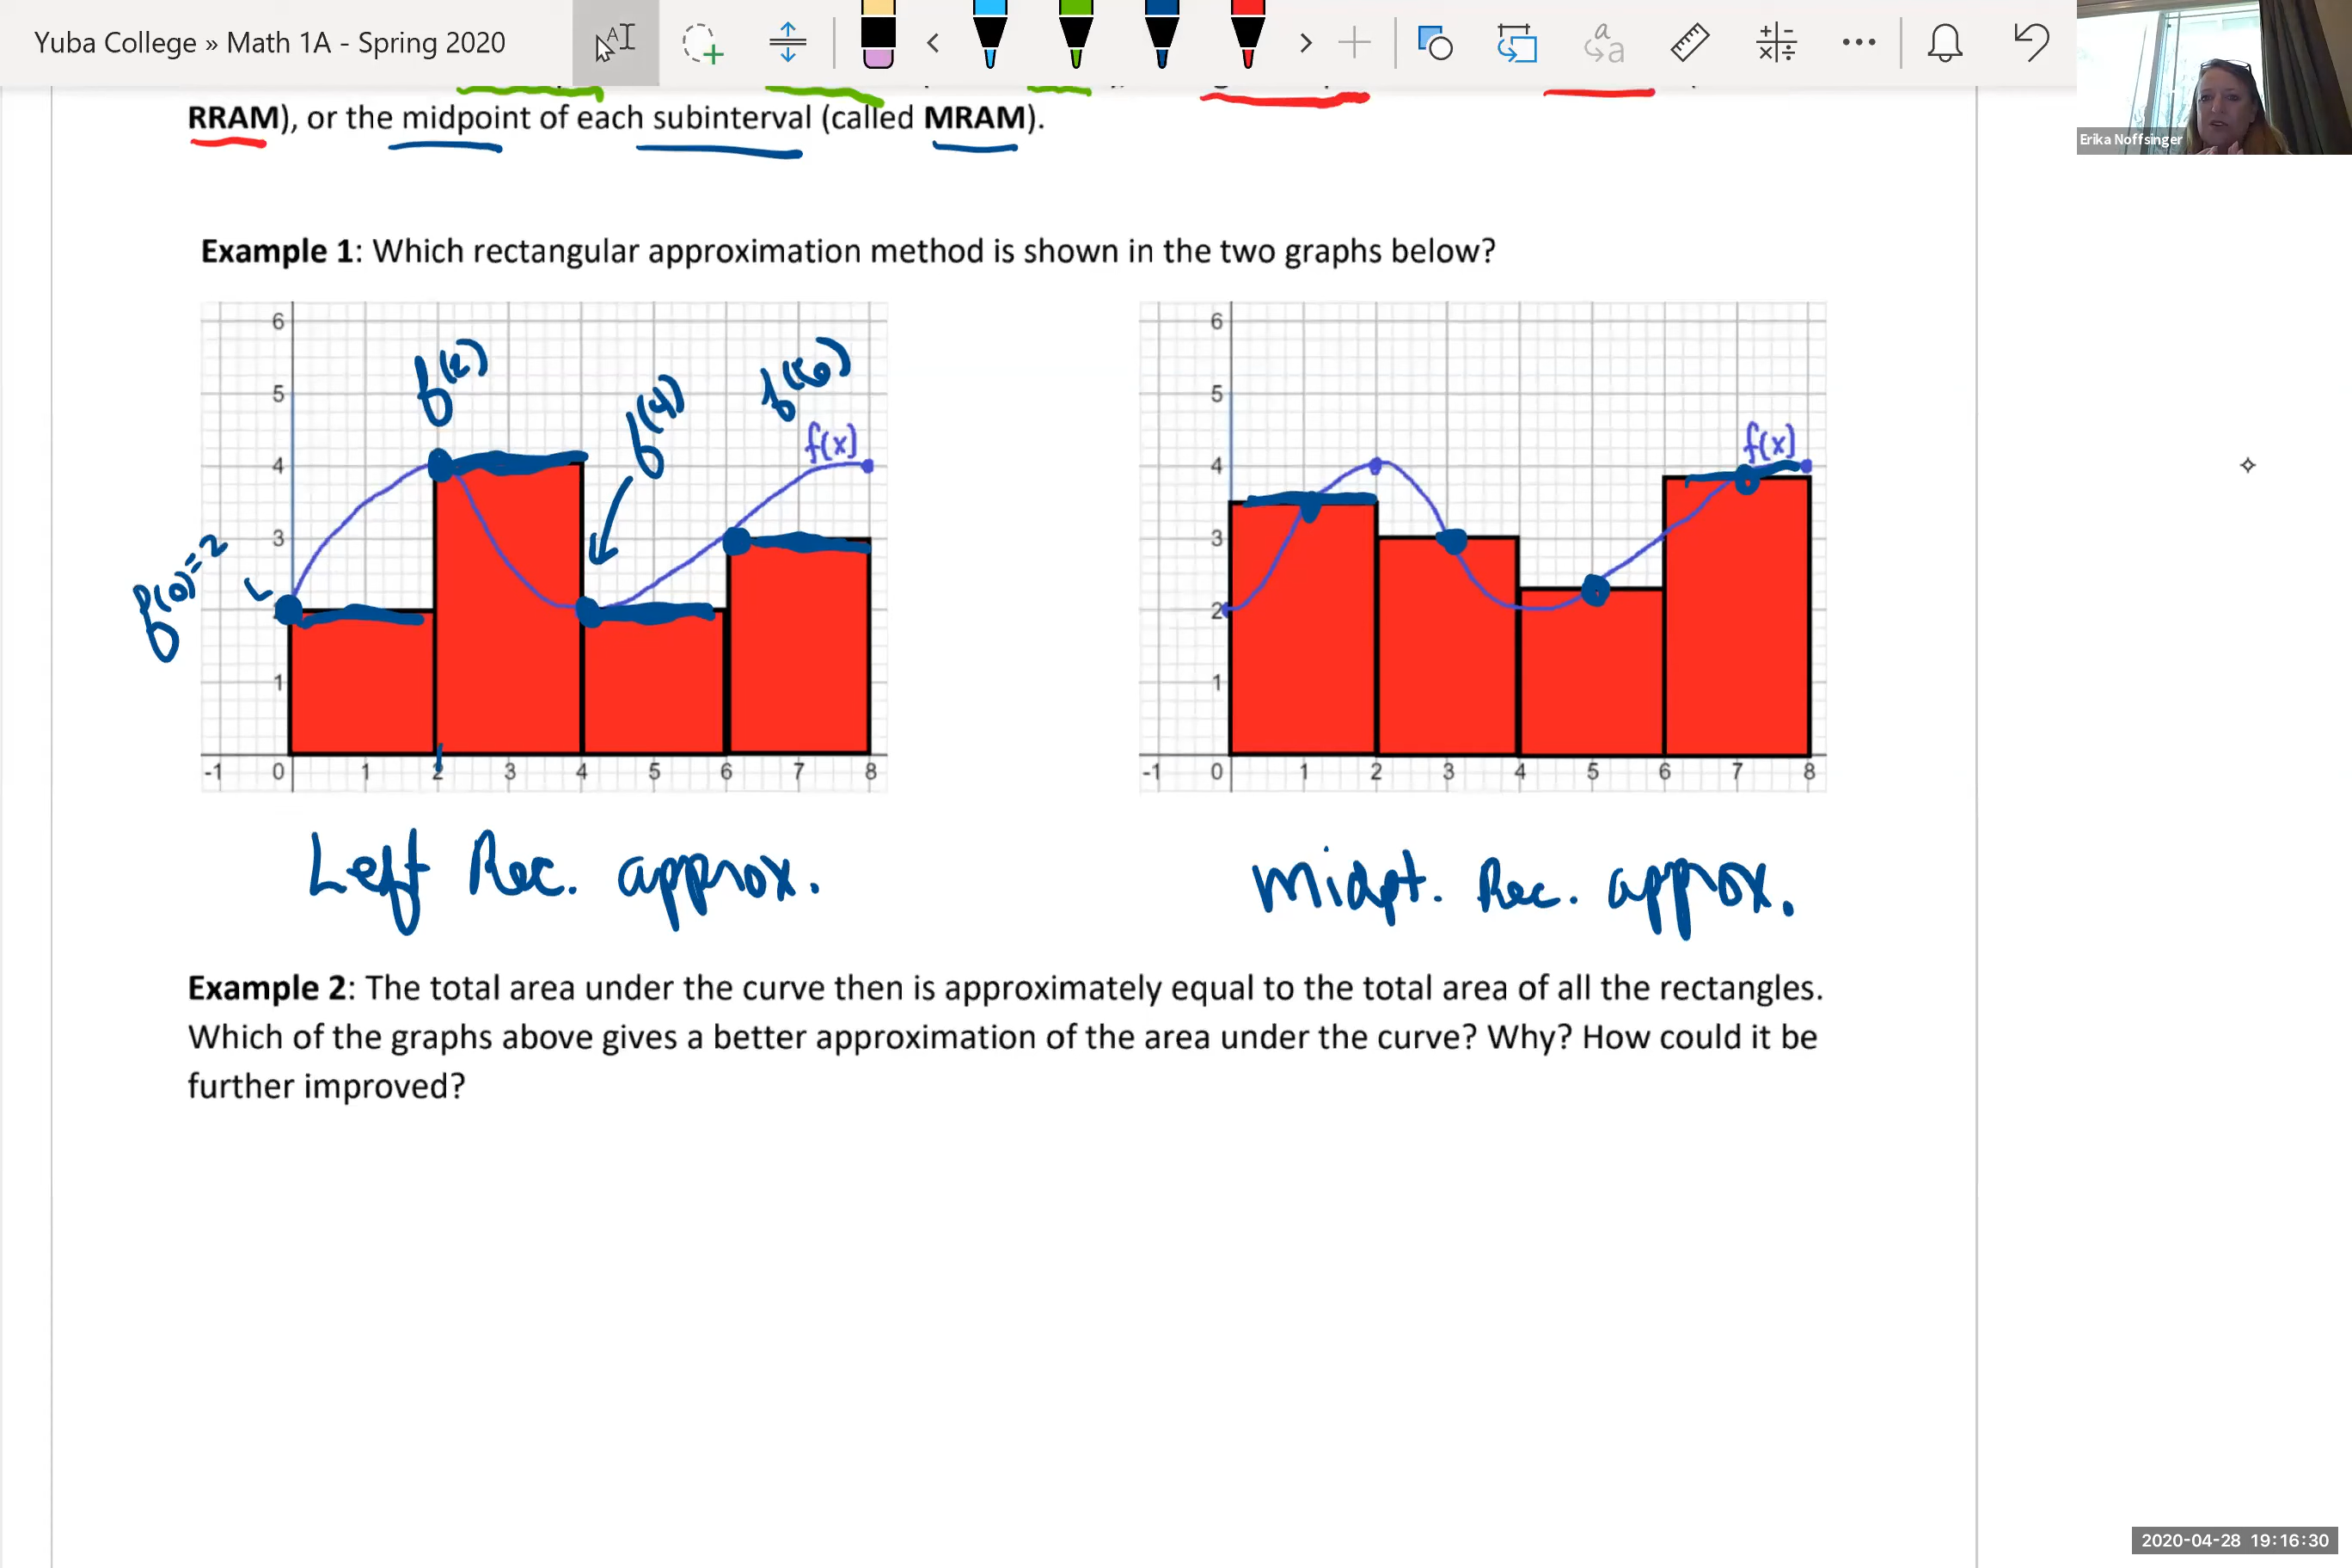 Yuba College » Math 1A - Spring 2020
Erika Noffsinger
RRAM), or the midpoint of each subinterval (called MRAM).
Example 1: Which rectangular approximation method is shown in the two graphs below?
6
5
4
3
2
1
-1 0 1 2 3 4 5 6 7 8
f(0)=2
f(2)
f(4)
f(6)
f(x)
6
5
4
3
2
1
-1 0 1 2 3 4 5 6 7 8
f(x)
Left Rec. approx.
Midpt. Rec. approx.
Example 2: The total area under the curve then is approximately equal to the total area of all the rectangles.
Which of the graphs above gives a better approximation of the area under the curve? Why? How could it be
further improved?
2020-04-28 19:16:30